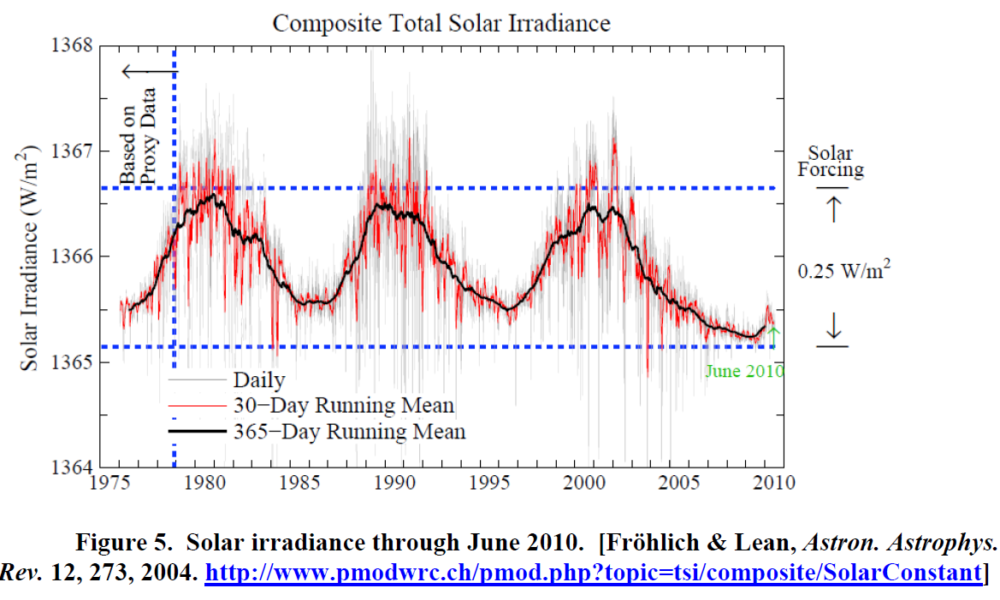 Composite Total Solar Irradiance
1368
1367
1366
1365
1364
Solar Irradiance (W/m²)
Based on
Proxy Data
Solar
Forcing
0.25 W/m²
June 2010
Daily
30−Day Running Mean
365−Day Running Mean
1975 1980 1985 1990 1995 2000 2005 2010
Figure 5. Solar irradiance through June 2010. [Fröhlich & Lean, Astron. Astrophys.
Rev. 12, 273, 2004. http://www.pmodwrc.ch/pmod.php?topic=tsi/composite/SolarConstant]